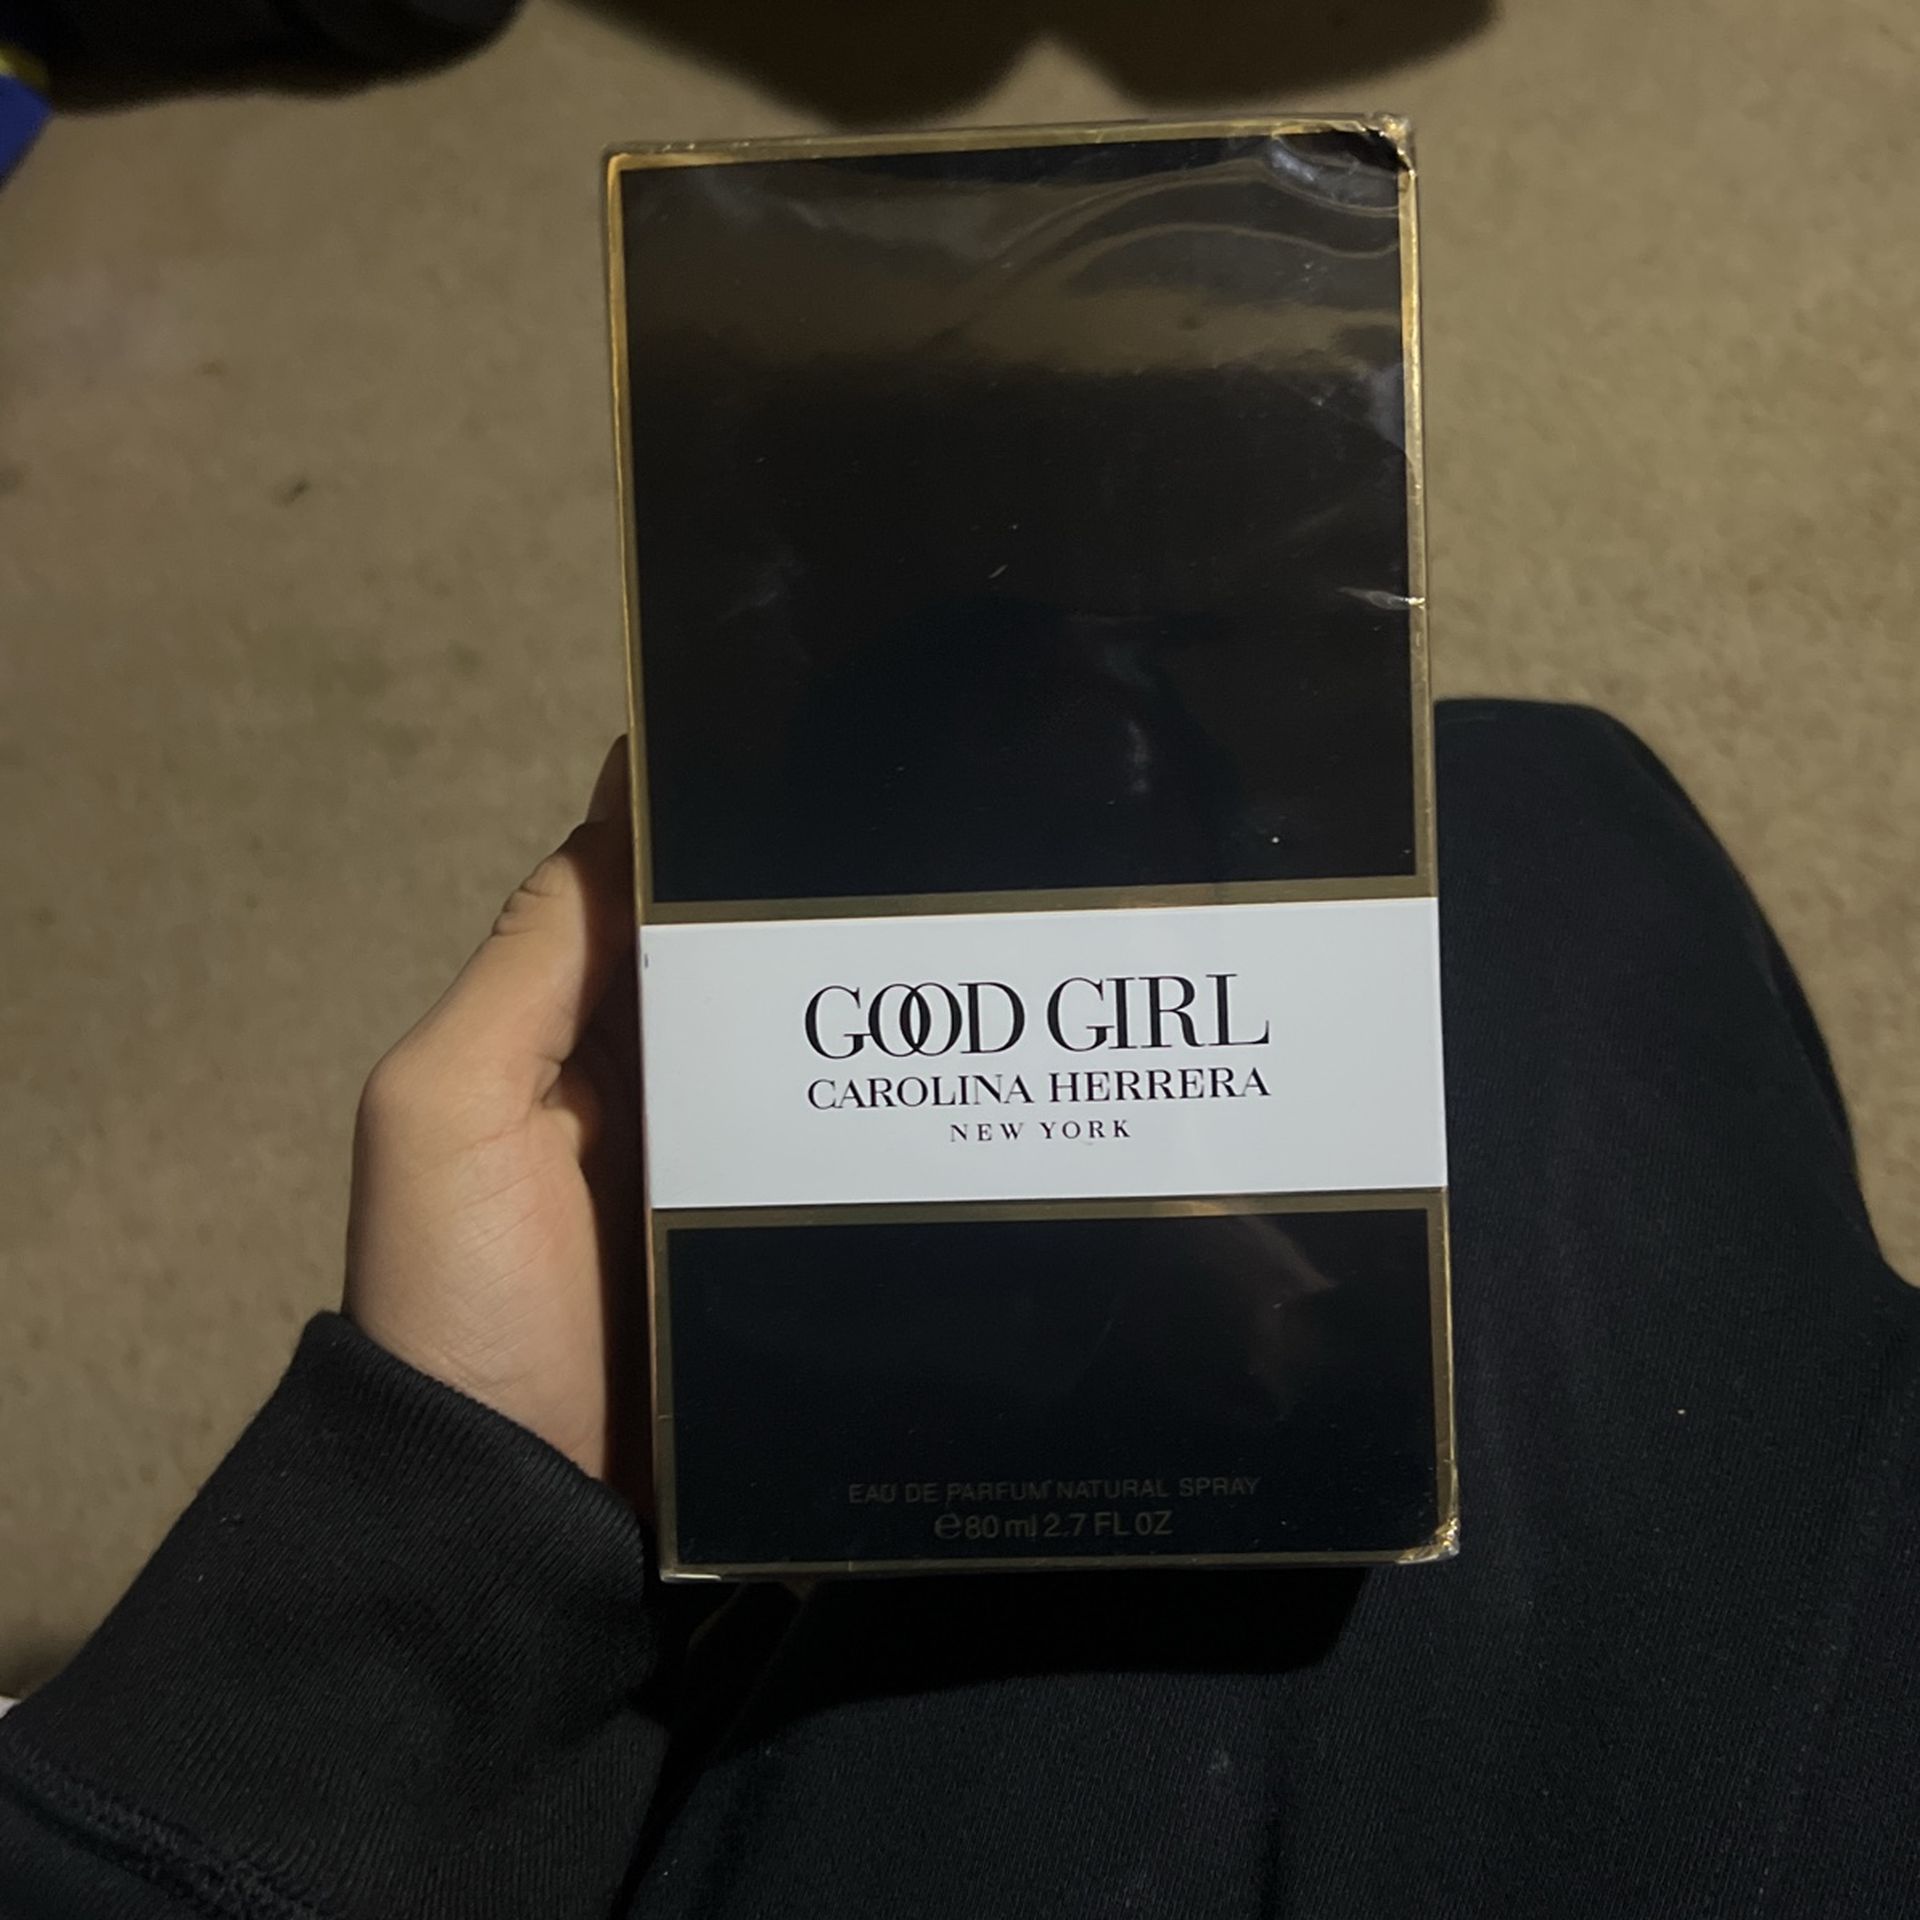 GOOD GIRL
CAROLINA HERRERA
NEW YORK
EAU DE PARFUM NATURAL SPRAY
℮ 80 ml 2.7 FL OZ